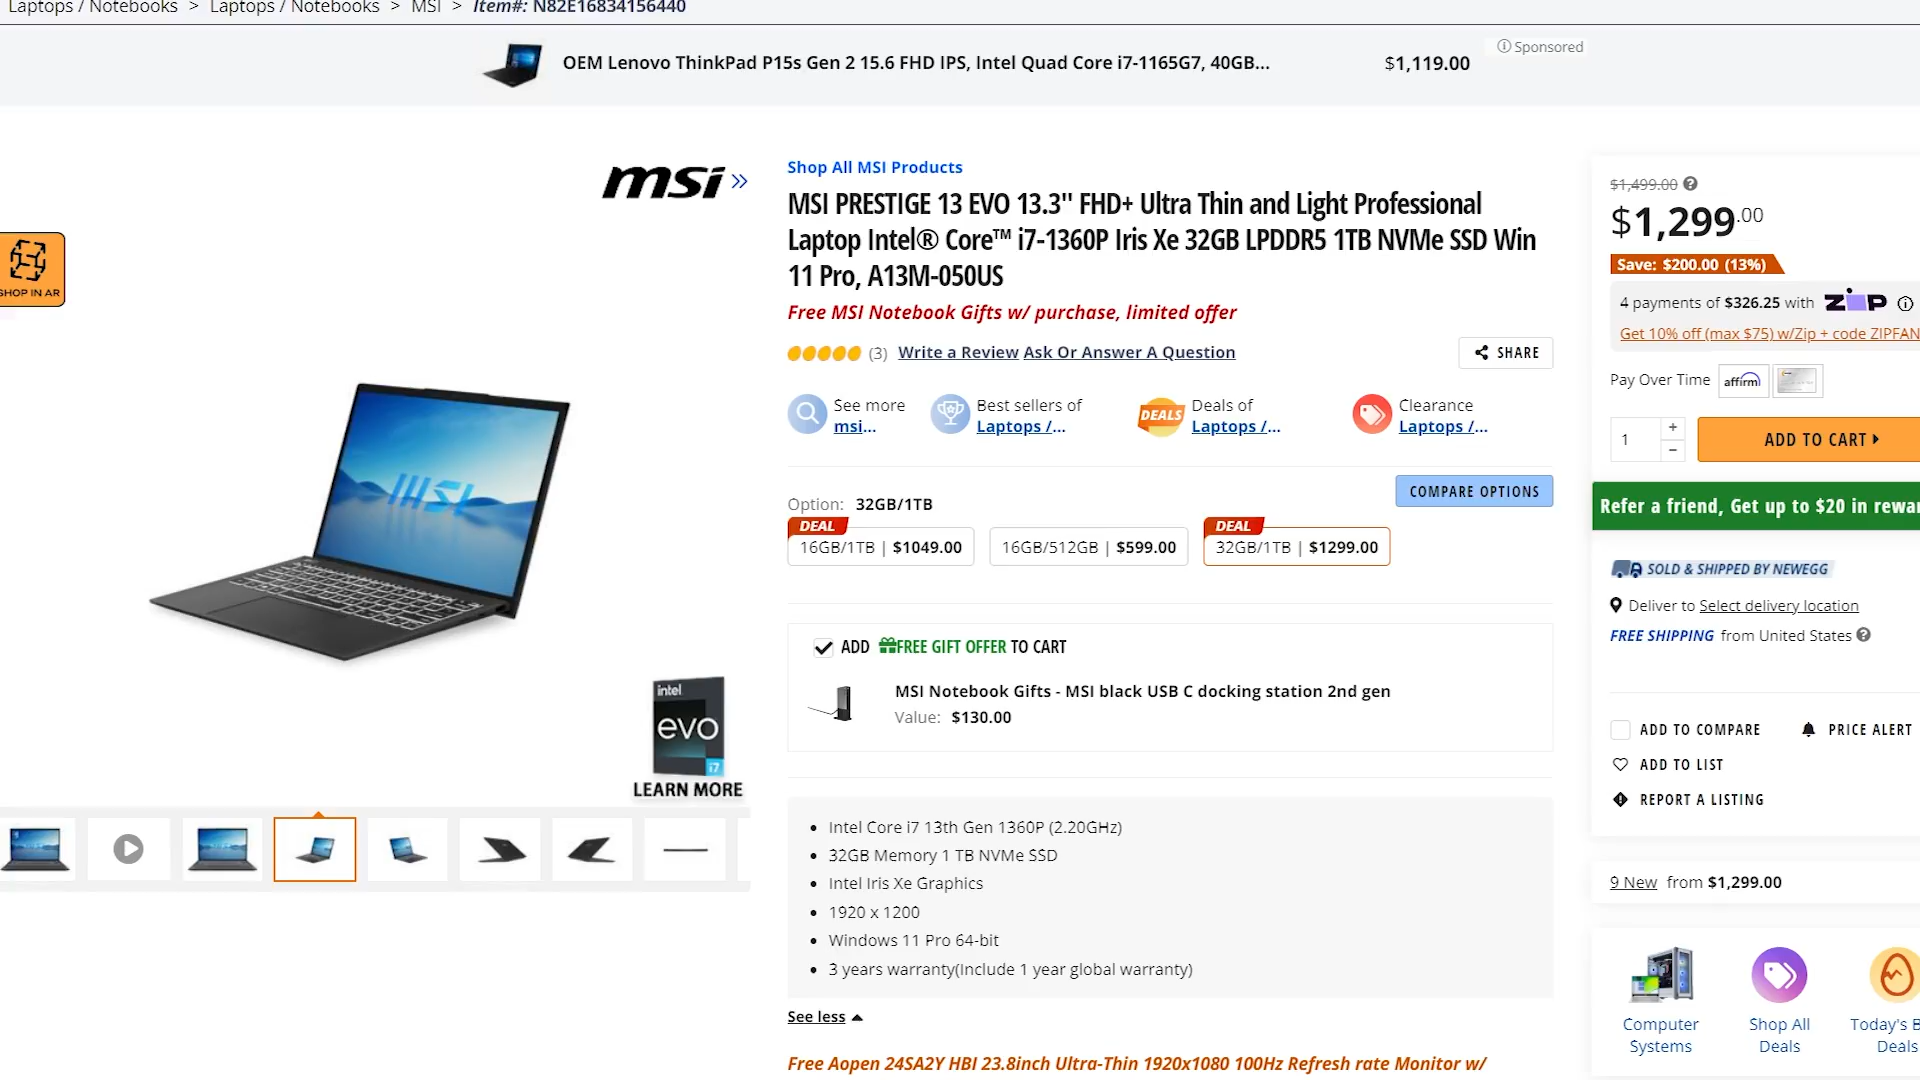 Laptops / Notebooks > Laptops / Notebooks > MSI > Item#: N82E16834156440
OEM Lenovo ThinkPad P15s Gen 2 15.6 FHD IPS, Intel Quad Core i7-1165G7, 40GB...
$1,119.00
Sponsored
msi
SHOP IN AR
intel
evo
i7
LEARN MORE
Shop All MSI Products
MSI PRESTIGE 13 EVO 13.3" FHD+ Ultra Thin and Light Professional
Laptop Intel® Core™ i7-1360P Iris Xe 32GB LPDDR5 1TB NVMe SSD Win
11 Pro, A13M-050US
Free MSI Notebook Gifts w/ purchase, limited offer
(3) Write a Review Ask Or Answer A Question
SHARE
See more
msi...
Best sellers of
Laptops /...
DEALS
Deals of
Laptops /...
Clearance
Laptops /...
COMPARE OPTIONS
Option: 32GB/1TB
DEAL
16GB/1TB | $1049.00
16GB/512GB | $599.00
DEAL
32GB/1TB | $1299.00
ADD FREE GIFT OFFER TO CART
MSI Notebook Gifts - MSI black USB C docking station 2nd gen
Value: $130.00
Intel Core i7 13th Gen 1360P (2.20GHz)
32GB Memory 1 TB NVMe SSD
Intel Iris Xe Graphics
1920 x 1200
Windows 11 Pro 64-bit
3 years warranty(Include 1 year global warranty)
See less
Free Aopen 24SA2Y HBI 23.8inch Ultra-Thin 1920x1080 100Hz Refresh rate Monitor w/
$1,499.00
$1,299.00
Save: $200.00 (13%)
4 payments of $326.25 with ZIP
Get 10% off (max $75) w/Zip + code ZIPFAN
Pay Over Time affirm
1 + −
ADD TO CART
Refer a friend, Get up to $20 in rewar
SOLD & SHIPPED BY NEWEGG
Deliver to Select delivery location
FREE SHIPPING from United States
ADD TO COMPARE
PRICE ALERT
ADD TO LIST
REPORT A LISTING
9 New from $1,299.00
Computer
Systems
Shop All
Deals
Today's B
Deals